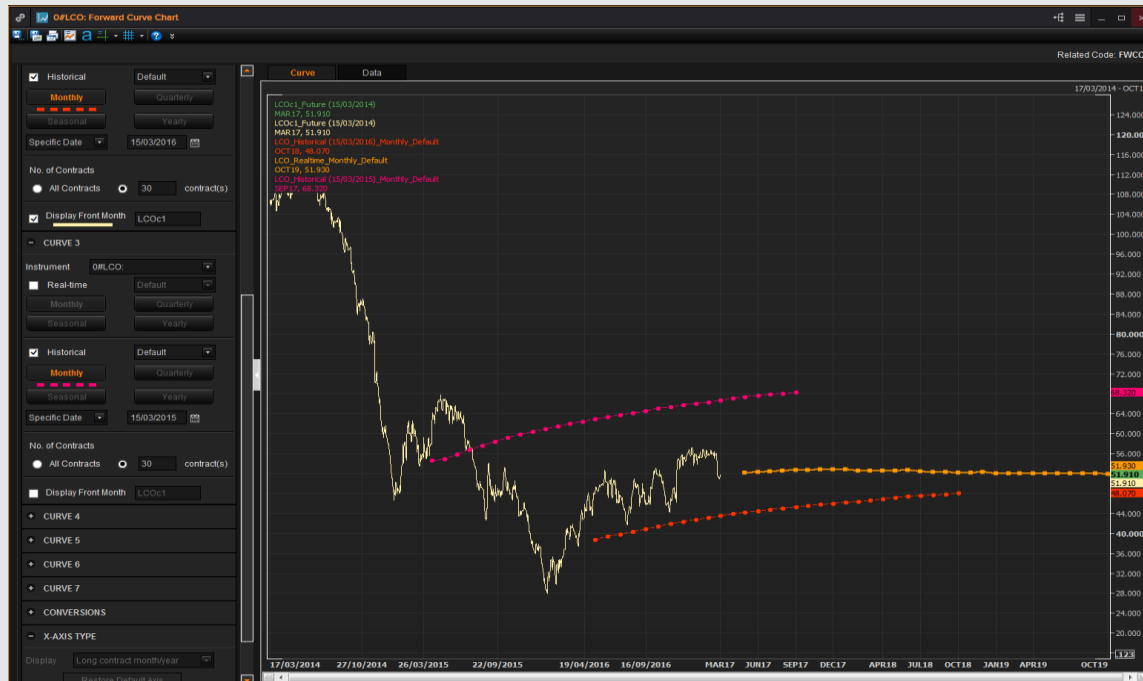 0#LCO: Forward Curve Chart
Related Code: FWCC
Historical Default
Monthly Quarterly
Seasonal Yearly
Specific Date 15/03/2016
No. of Contracts
All Contracts 30 contract(s)
Display Front Month LCOc1
CURVE 3
Instrument 0#LCO:
Real-time Default
Monthly Quarterly
Seasonal Yearly
Historical Default
Monthly Quarterly
Seasonal Yearly
Specific Date 15/03/2015
No. of Contracts
All Contracts 30 contract(s)
Display Front Month LCOc1
CURVE 4
CURVE 5
CURVE 6
CURVE 7
CONVERSIONS
X-AXIS TYPE
Display Long contract month/year
Restore Default Axis
Curve Data
17/03/2014 - OCT1
LCOc1_Future (15/03/2014)
MAR17, 51.910
LCOc1_Future (15/03/2014)
MAR17, 51.910
LCO_Historical (15/03/2016)_Monthly_Default
OCT18, 48.070
LCO_Realtime_Monthly_Default
OCT19, 51.930
LCO_Historical (15/03/2015)_Monthly_Default
SEP17, 68.320
124.000
120.00
116.000
112.000
108.000
104.000
100.000
96.000
92.000
88.000
84.000
80.000
76.000
72.000
68.320
64.000
60.000
56.000
51.930
51.910
51.910
48.070
44.000
40.000
36.000
32.000
28.000
24.000
20.000
.123
17/03/2014 27/10/2014 26/03/2015 22/09/2015 19/04/2016 16/09/2016 MAR17 JUN17 SEP17 DEC17 APR18 JUL18 OCT18 JAN19 APR19 OCT19